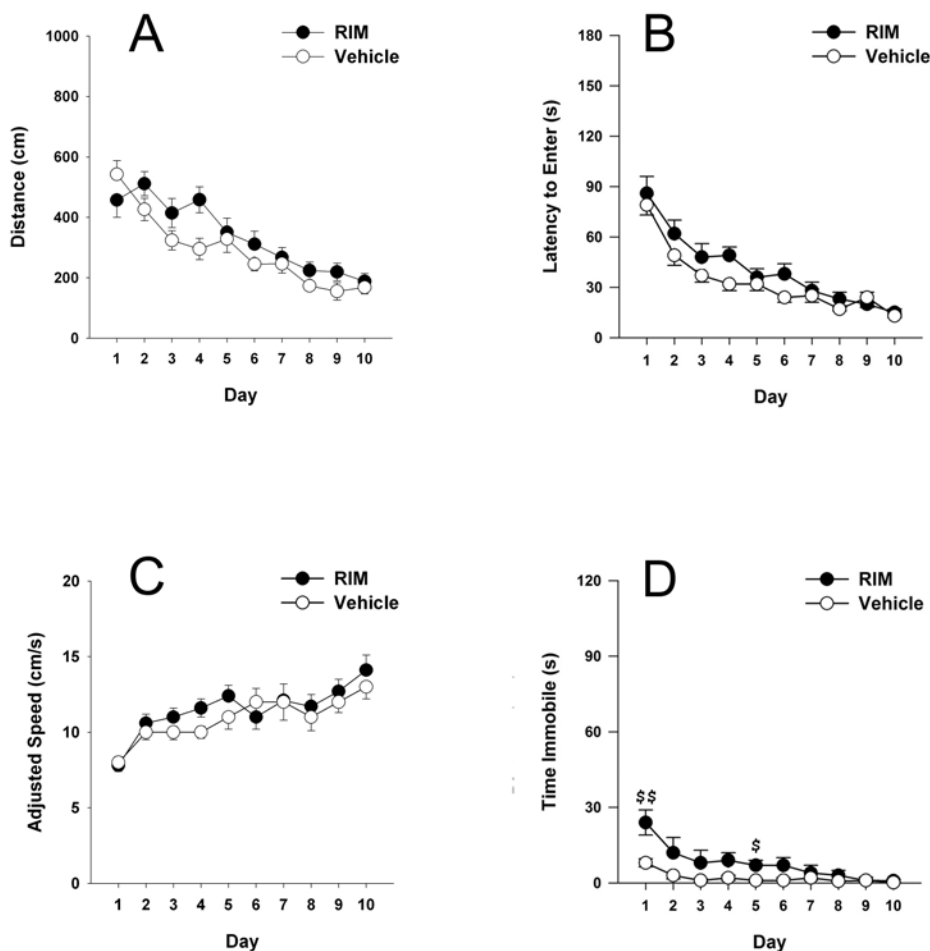 A
RIM
Vehicle
1000
800
600
400
200
0
Distance (cm)
1 2 3 4 5 6 7 8 9 10
Day
B
RIM
Vehicle
180
150
120
90
60
30
0
Latency to Enter (s)
1 2 3 4 5 6 7 8 9 10
Day
C
RIM
Vehicle
20
15
10
5
0
Adjusted Speed (cm/s)
1 2 3 4 5 6 7 8 9 10
Day
D
RIM
Vehicle
120
90
60
30
0
Time Immobile (s)
$$
$
1 2 3 4 5 6 7 8 9 10
Day